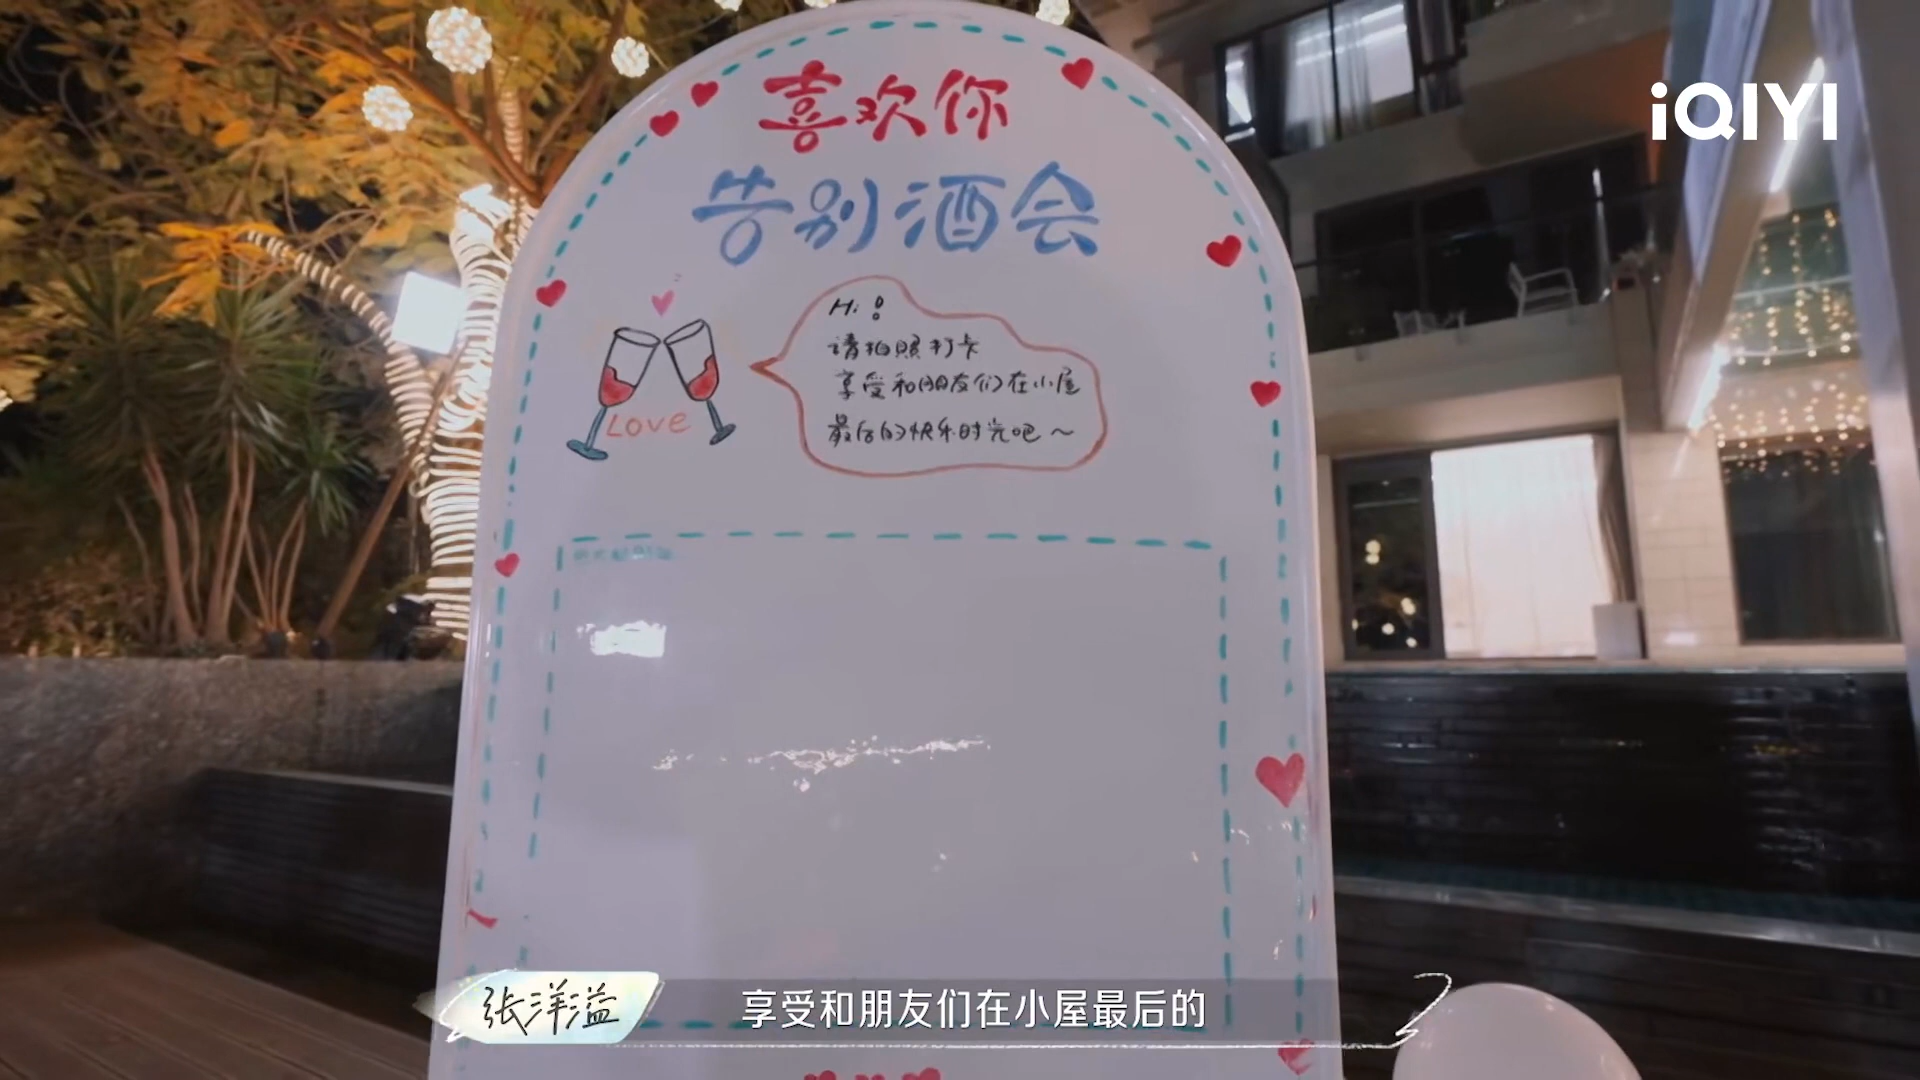 iQIYI
喜欢你
告别酒会
Hi!
请拍照打卡
享受和朋友们在小屋
最后的快乐时光吧~
Love
张洋溢
享受和朋友们在小屋最后的